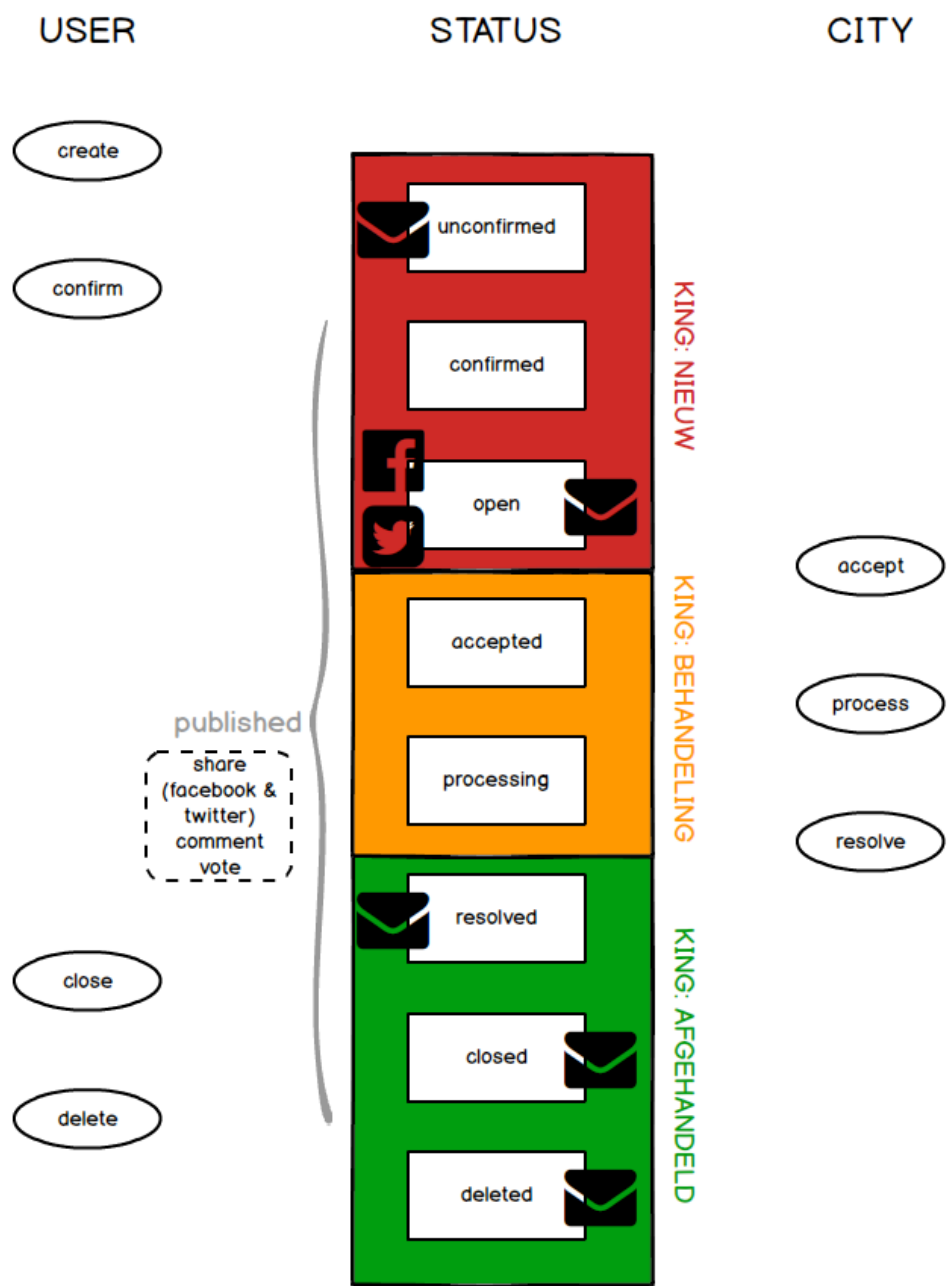 USER
STATUS
CITY
create
unconfirmed
confirm
KING: NIEUW
confirmed
open
accept
KING: BEHANDELING
accepted
process
published
share
(facebook &
twitter)
comment
vote
processing
resolve
resolved
KING: AFGEHANDELD
close
closed
delete
deleted